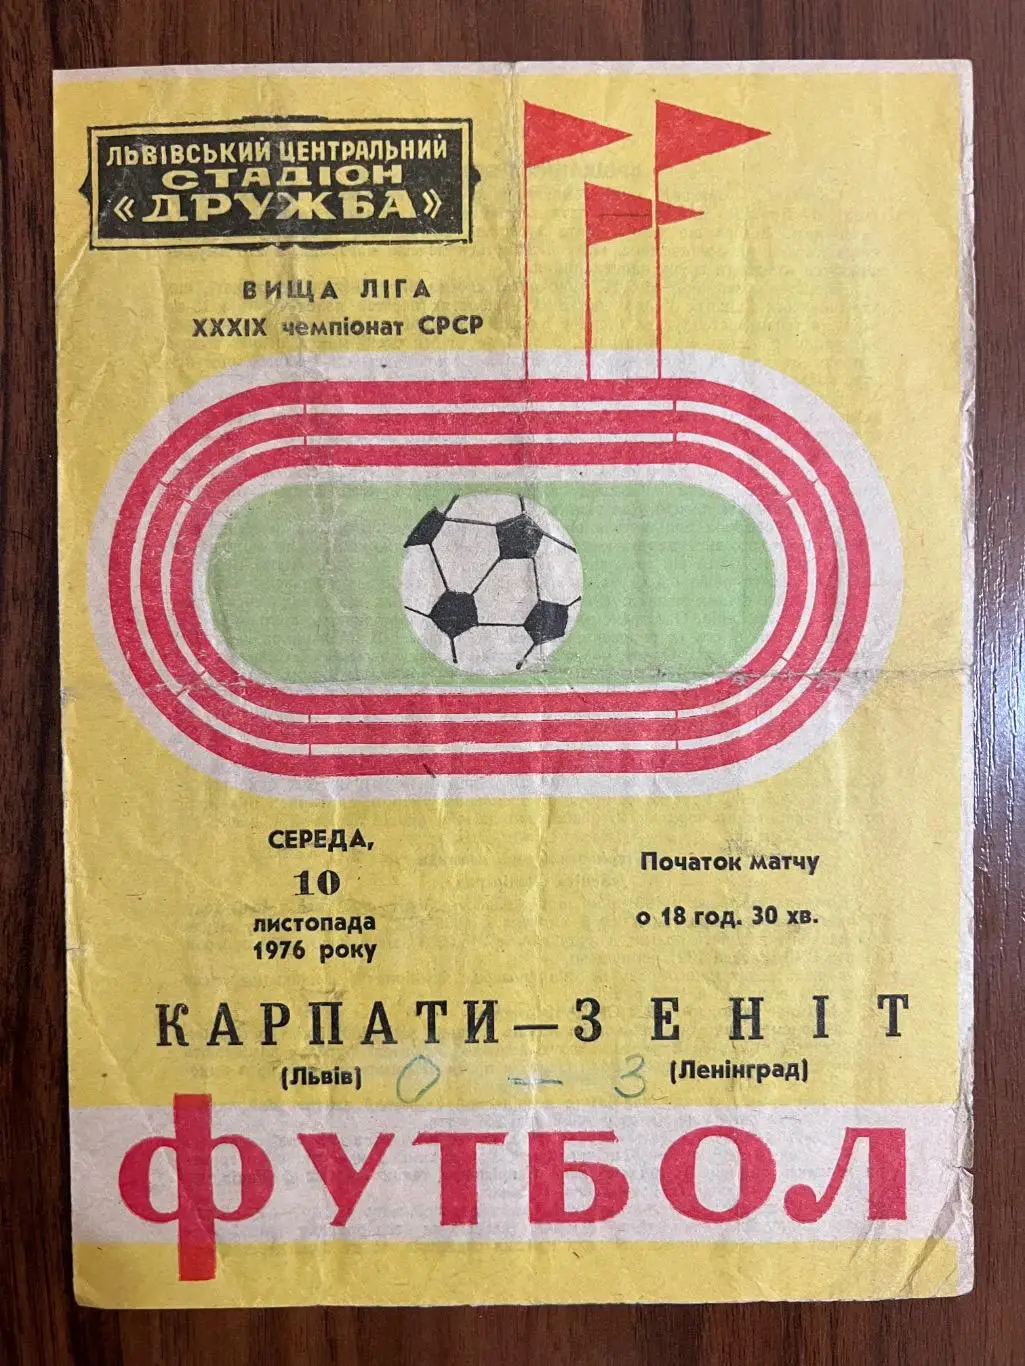 ЛЬВІВСЬКИЙ ЦЕНТРАЛЬНИЙ
СТАДІОН
«ДРУЖБА»
ВИЩА ЛІГА
XXXIX чемпіонат СРСР
СЕРЕДА,
10
листопада
1976 року
Початок матчу
о 18 год. 30 хв.
КАРПАТИ — ЗЕНІТ
(Львів) 0 — 3 (Ленінград)
ФУТБОЛ